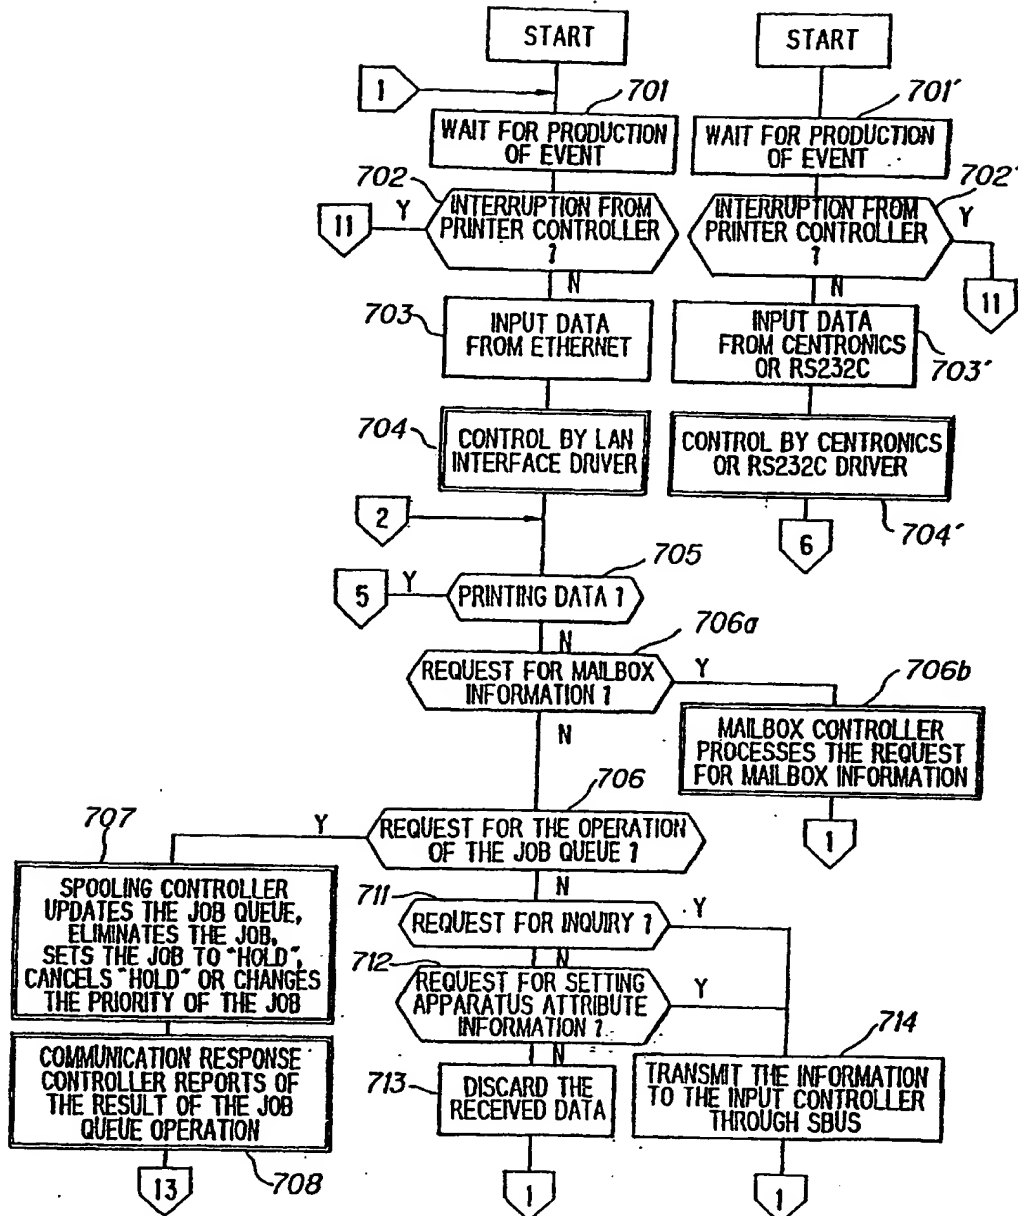 START
START
1
701
701′
WAIT FOR PRODUCTION
OF EVENT
WAIT FOR PRODUCTION
OF EVENT
702
702′
Y
11
INTERRUPTION FROM
PRINTER CONTROLLER
?
INTERRUPTION FROM
PRINTER CONTROLLER
?
Y
11
N
N
703
INPUT DATA
FROM ETHERNET
INPUT DATA
FROM CENTRONICS
OR RS232C
703′
704
CONTROL BY LAN
INTERFACE DRIVER
CONTROL BY CENTRONICS
OR RS232C DRIVER
704′
2
6
705
5
Y
PRINTING DATA ?
N
706a
REQUEST FOR MAILBOX
INFORMATION ?
Y
706b
N
MAILBOX CONTROLLER
PROCESSES THE REQUEST
FOR MAILBOX INFORMATION
1
706
707
Y
REQUEST FOR THE OPERATION
OF THE JOB QUEUE ?
N
SPOOLING CONTROLLER
UPDATES THE JOB QUEUE,
ELIMINATES THE JOB,
SETS THE JOB TO "HOLD",
CANCELS "HOLD" OR CHANGES
THE PRIORITY OF THE JOB
711
REQUEST FOR INQUIRY ?
Y
N
712
REQUEST FOR SETTING
APPARATUS ATTRIBUTE
INFORMATION ?
Y
N
714
COMMUNICATION RESPONSE
CONTROLLER REPORTS OF
THE RESULT OF THE JOB
QUEUE OPERATION
708
13
713
DISCARD THE
RECEIVED DATA
1
TRANSMIT THE INFORMATION
TO THE INPUT CONTROLLER
THROUGH SBUS
1